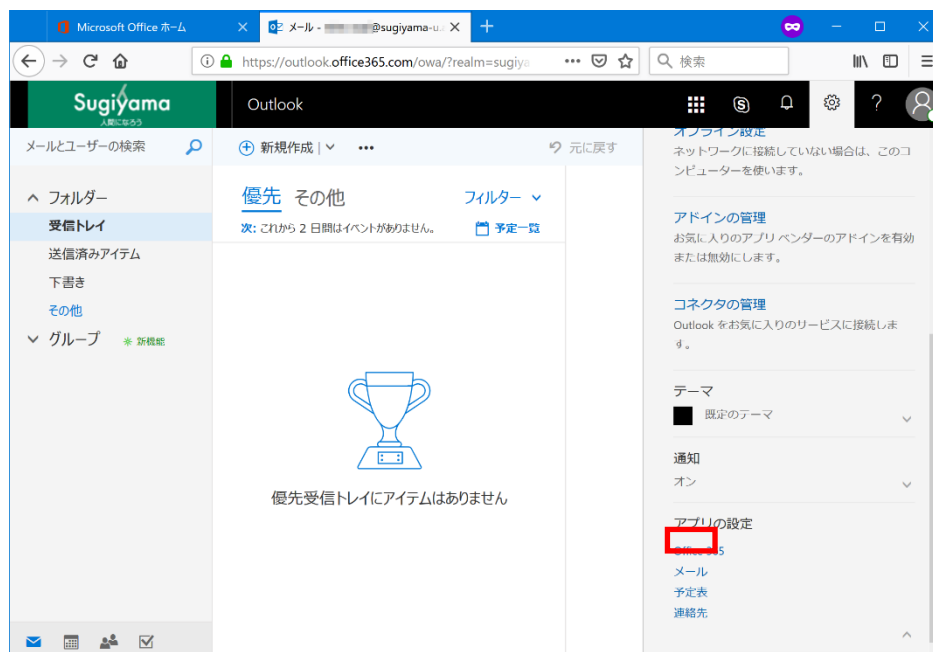 Microsoft Office ホーム
メール - @sugiyama-u.
https://outlook.office365.com/owa/?realm=sugiya
検索
Sugiyama
人間になろう
Outlook
メールとユーザーの検索
新規作成
元に戻す
フォルダー
受信トレイ
送信済みアイテム
下書き
その他
グループ
新機能
優先 その他
フィルター
次: これから 2 日間はイベントがありません。
予定一覧
優先受信トレイにアイテムはありません
オフライン設定
ネットワークに接続していない場合は、このコ
ンピューターを使います。
アドインの管理
お気に入りのアプリ ベンダーのアドインを有効
または無効にします。
コネクタの管理
Outlook をお気に入りのサービスに接続しま
す。
テーマ
既定のテーマ
通知
オン
アプリの設定
Office 365
メール
予定表
連絡先